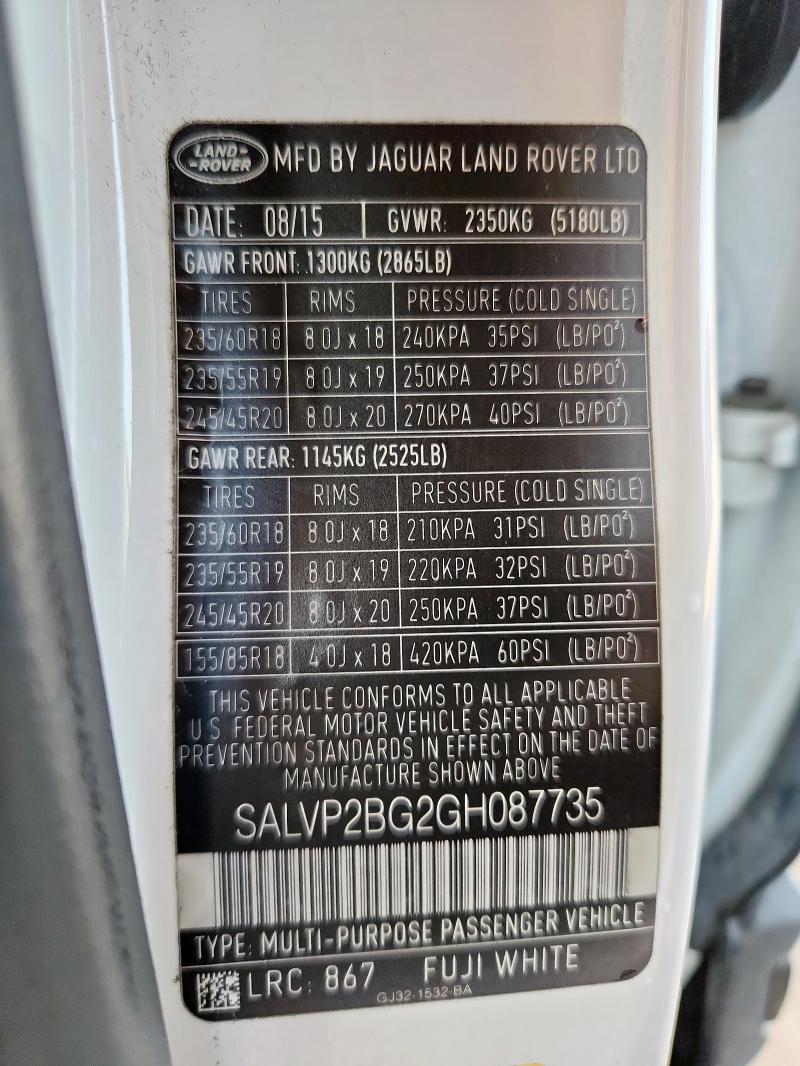 LAND-
-ROVER
MFD BY JAGUAR LAND ROVER LTD
DATE: 08/15 GVWR: 2350KG (5180LB)
GAWR FRONT: 1300KG (2865LB)
TIRES RIMS PRESSURE (COLD SINGLE)
235/60R18 8.0J x 18 240KPA 35PSI (LB/PO²)
235/55R19 8.0J x 19 250KPA 37PSI (LB/PO²)
245/45R20 8.0J x 20 270KPA 40PSI (LB/PO²)
GAWR REAR: 1145KG (2525LB)
TIRES RIMS PRESSURE (COLD SINGLE)
235/60R18 8.0J x 18 210KPA 31PSI (LB/PO²)
235/55R19 8.0J x 19 220KPA 32PSI (LB/PO²)
245/45R20 8.0J x 20 250KPA 37PSI (LB/PO²)
155/85R18 4.0J x 18 420KPA 60PSI (LB/PO²)
THIS VEHICLE CONFORMS TO ALL APPLICABLE
U.S. FEDERAL MOTOR VEHICLE SAFETY AND THEFT
PREVENTION STANDARDS IN EFFECT ON THE DATE OF
MANUFACTURE SHOWN ABOVE
SALVP2BG2GH087735
TYPE: MULTI-PURPOSE PASSENGER VEHICLE
LRC: 867 FUJI WHITE
GJ32-1532-BA